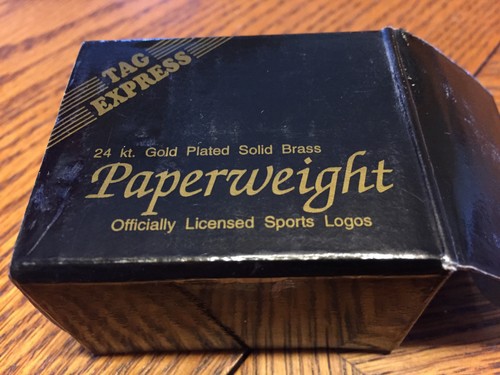 TAG
EXPRESS
24 kt. Gold Plated Solid Brass
Paperweight
Officially Licensed Sports Logos